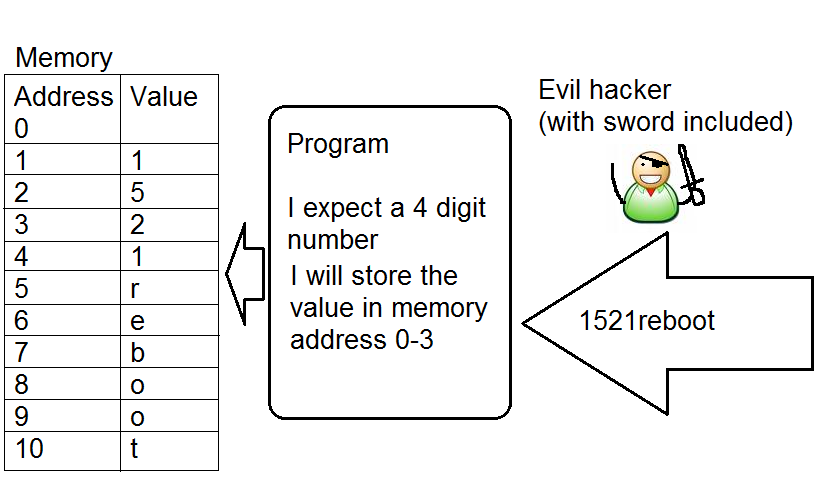 Memory
Address Value
0
1 1
2 5
3 2
4 1
5 r
6 e
7 b
8 o
9 o
10 t
Program
I expect a 4 digit
number
I will store the
value in memory
address 0-3
Evil hacker
(with sword included)
1521reboot